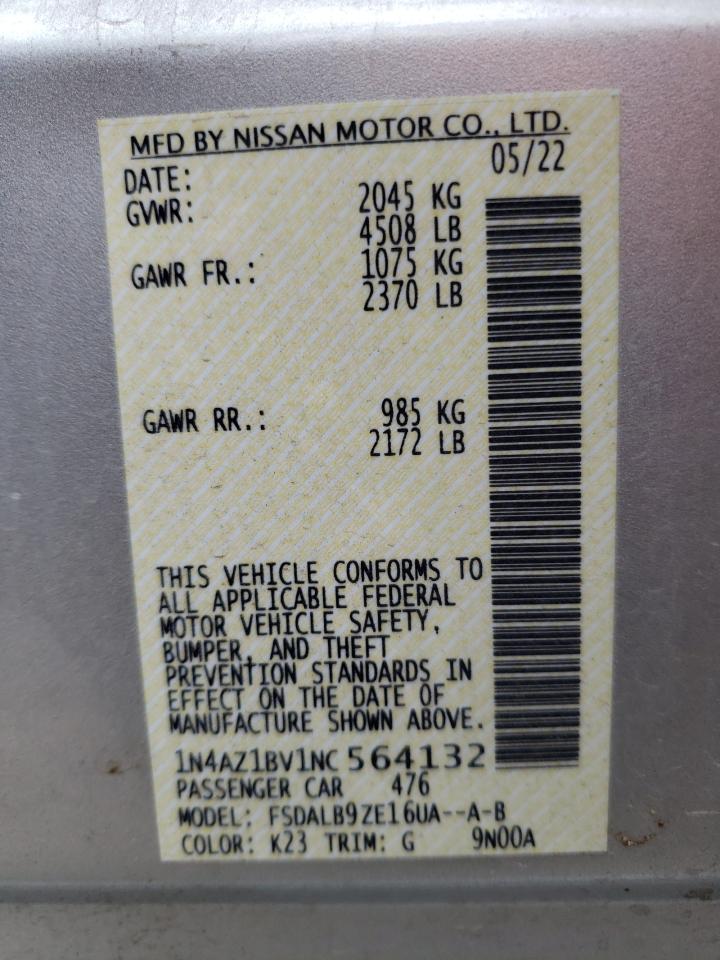 MFD BY NISSAN MOTOR CO., LTD.
DATE: 05/22
GVWR: 2045 KG
4508 LB
GAWR FR.: 1075 KG
2370 LB
GAWR RR.: 985 KG
2172 LB
THIS VEHICLE CONFORMS TO
ALL APPLICABLE FEDERAL
MOTOR VEHICLE SAFETY,
BUMPER, AND THEFT
PREVENTION STANDARDS IN
EFFECT ON THE DATE OF
MANUFACTURE SHOWN ABOVE.
1N4AZ1BV1NC564132
PASSENGER CAR 476
MODEL: FSDALB9ZE16UA--A-B
COLOR: K23 TRIM: G 9N00A